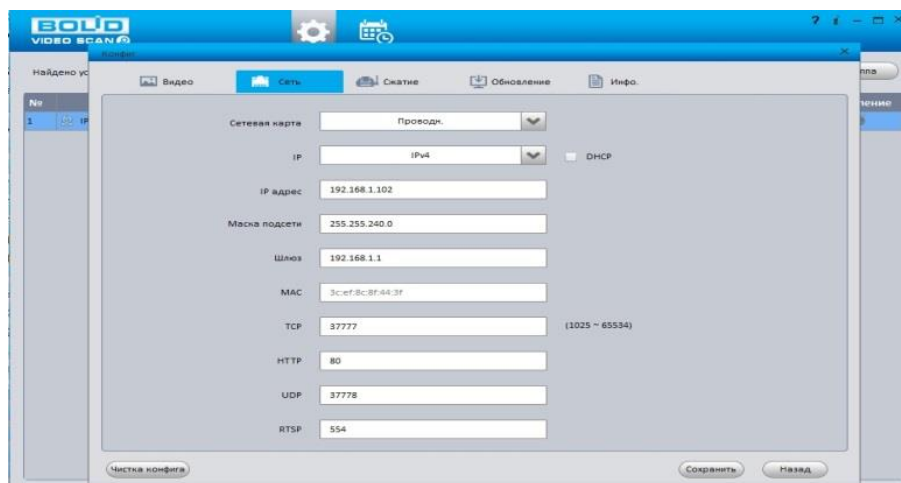 BOLID
VIDEO SCAN
? i
Конфиг
Найдено ус
Видео Сеть Сжатие Обновление Инфо.
ппа
№
ление
1 IP
Сетевая карта Проводн.
IP IPv4 DHCP
IP адрес 192.168.1.102
Маска подсети 255.255.240.0
Шлюз 192.168.1.1
MAC 3c:ef:8c:8f:44:3f
TCP 37777 (1025 ~ 65534)
HTTP 80
UDP 37778
RTSP 554
Чистка конфига Сохранить Назад